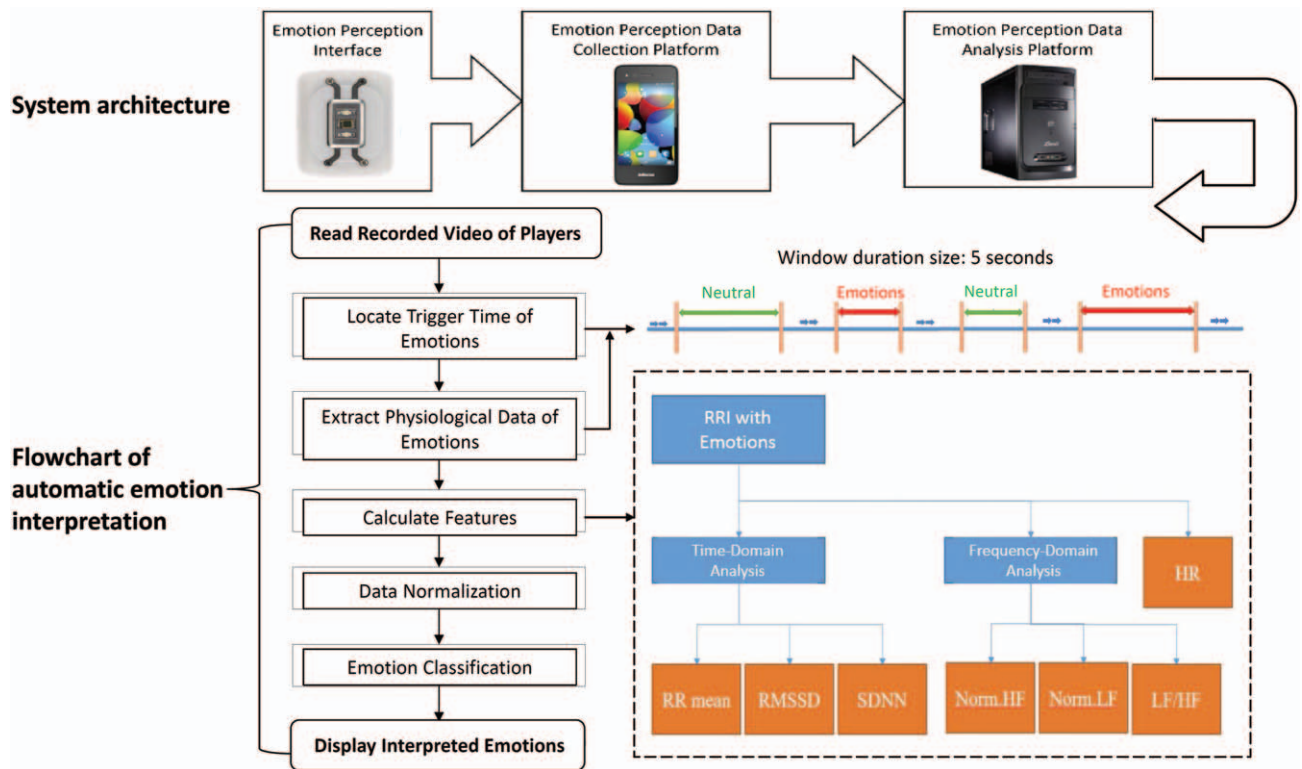 Emotion Perception
Interface
Emotion Perception Data
Collection Platform
Emotion Perception Data
Analysis Platform
System architecture
Flowchart of
automatic emotion
interpretation
Read Recorded Video of Players
Locate Trigger Time of
Emotions
Extract Physiological Data of
Emotions
Calculate Features
Data Normalization
Emotion Classification
Display Interpreted Emotions
Window duration size: 5 seconds
Neutral
Emotions
Neutral
Emotions
RRI with
Emotions
Time-Domain
Analysis
Frequency-Domain
Analysis
HR
RR mean
RMSSD
SDNN
Norm.HF
Norm.LF
LF/HF